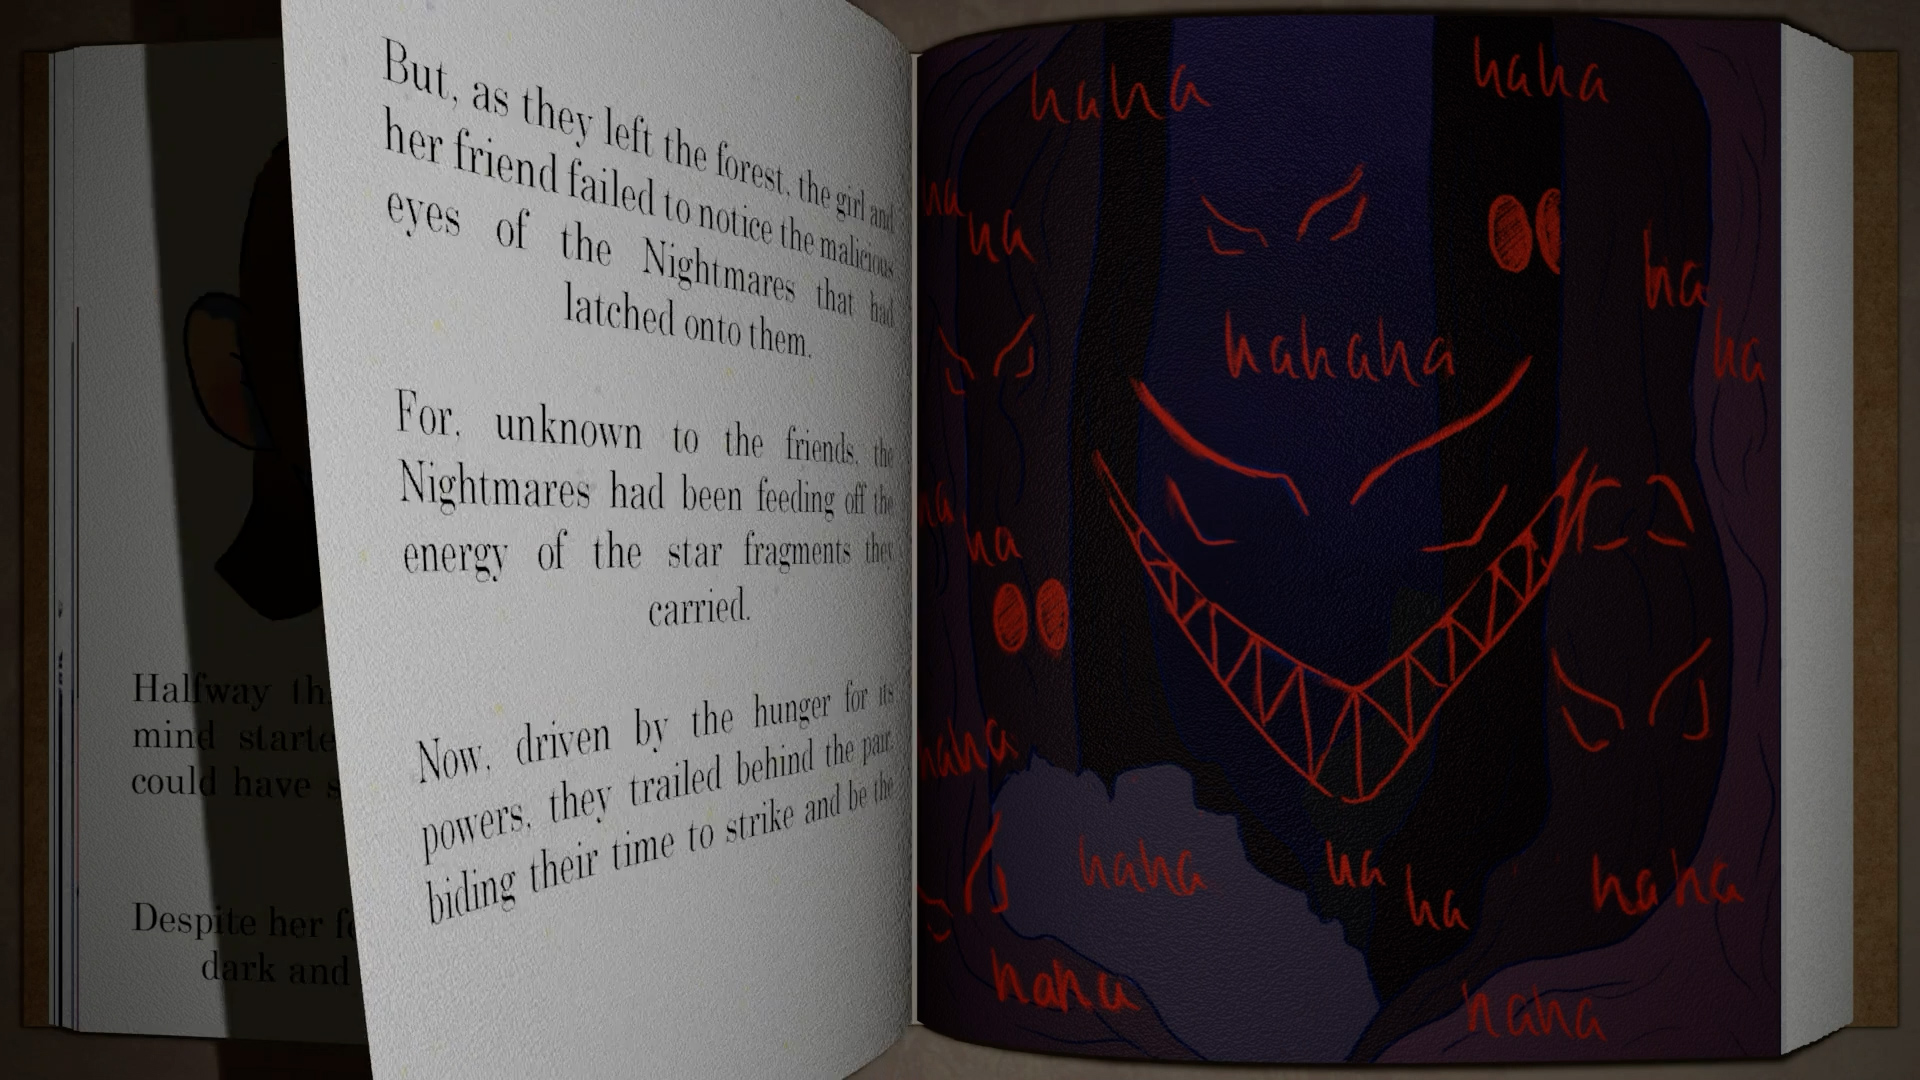 But, as they left the forest, the girl and
her friend failed to notice the malicious
eyes of the Nightmares that had
latched onto them.
For, unknown to the friends, the
Nightmares had been feeding off the
energy of the star fragments they
carried.
Now, driven by the hunger for its
powers, they trailed behind the pair,
biding their time to strike and be the
Halfway
mind
could have
Despite her
dark and
haha
haha
ha
ha
ha
ha
hahaha
ha
ha
haha
haha
ha
ha
haha
haha
haha